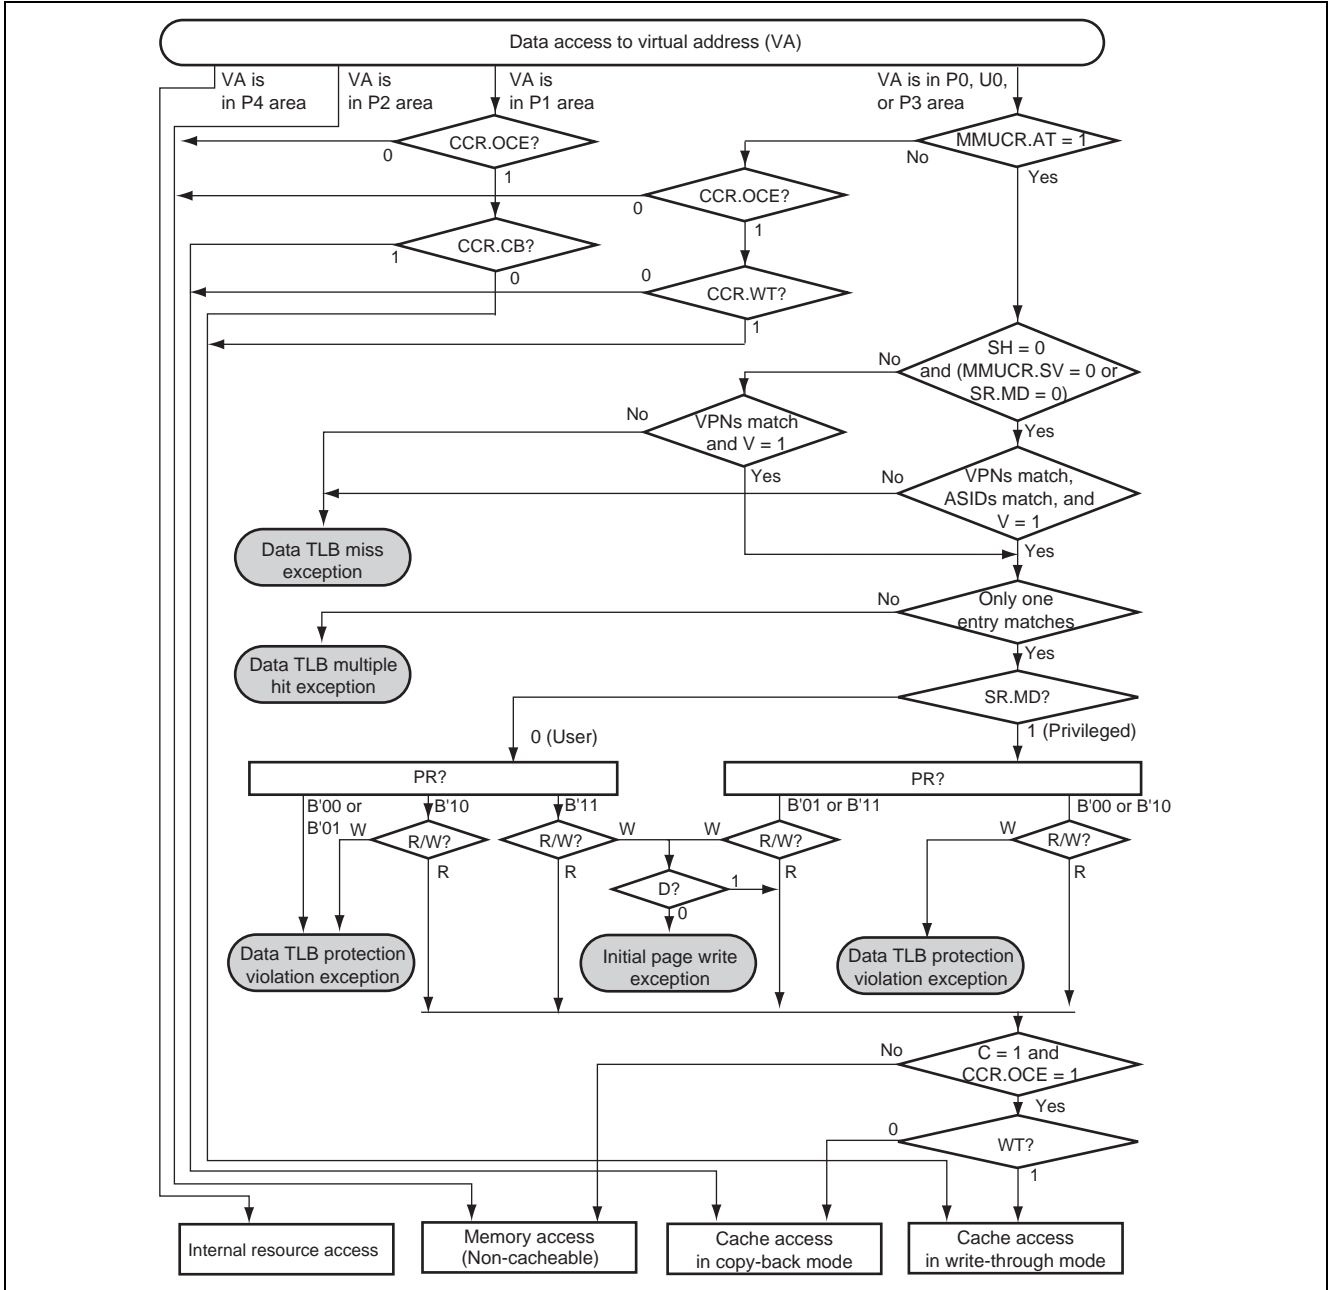 Data access to virtual address (VA)
VA is
in P4 area
VA is
in P2 area
VA is
in P1 area
VA is in P0, U0,
or P3 area
CCR.OCE?
0
1
MMUCR.AT = 1
No
Yes
CCR.OCE?
0
1
CCR.CB?
1
0
CCR.WT?
0
1
SH = 0
and (MMUCR.SV = 0 or
SR.MD = 0)
No
Yes
VPNs match
and V = 1
No
Yes
VPNs match,
ASIDs match, and
V = 1
No
Yes
Data TLB miss
exception
Only one
entry matches
No
Yes
Data TLB multiple
hit exception
SR.MD?
0 (User)
1 (Privileged)
PR?
PR?
B'00 or
B'01
B'10
B'11
B'01 or B'11
B'00 or B'10
W
R/W?
R
R/W?
W
R
W
R/W?
R
W
R/W?
R
D?
1
0
Data TLB protection
violation exception
Initial page write
exception
Data TLB protection
violation exception
C = 1 and
CCR.OCE = 1
No
Yes
WT?
0
1
Internal resource access
Memory access
(Non-cacheable)
Cache access
in copy-back mode
Cache access
in write-through mode